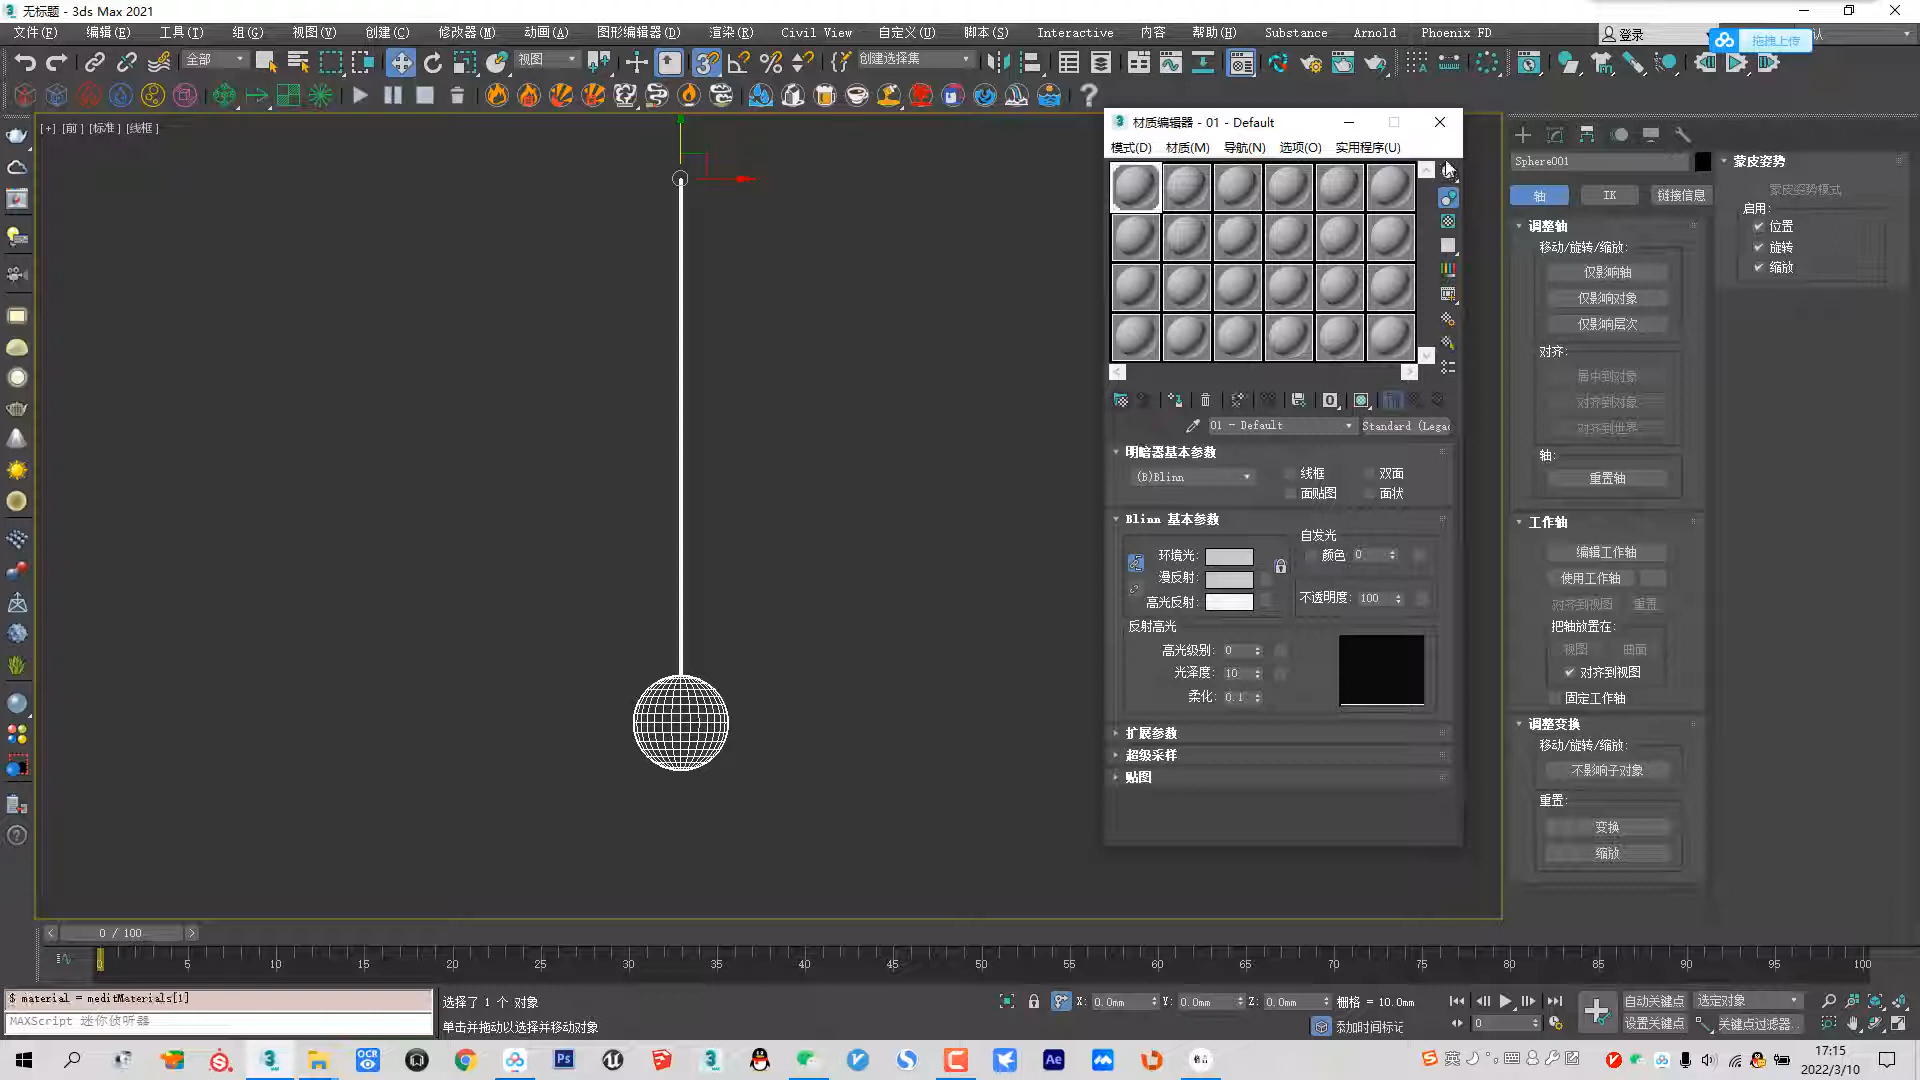 无标题 - 3ds Max 2021
文件(F) 编辑(E) 工具(T) 组(G) 视图(V) 创建(C) 修改器(M) 动画(A) 图形编辑器(D) 渲染(R) Civil View 自定义(U) 脚本(S) Interactive 内容 帮助(H) Substance Arnold Phoenix FD
登录
拖拽上传
认
全部
视图
创建选择集
[+] [前] [标准] [线框]
材质编辑器 - 01 - Default
模式(D) 材质(M) 导航(N) 选项(O) 实用程序(U)
01 - Default
Standard (Legac
明暗器基本参数
(B)Blinn
线框 双面
面贴图 面状
Blinn 基本参数
自发光
环境光:
颜色 0
漫反射:
高光反射:
不透明度: 100
反射高光
高光级别: 0
光泽度: 10
柔化: 0.1
扩展参数
超级采样
贴图
Sphere001
轴 IK 链接信息
调整轴
移动/旋转/缩放:
仅影响轴
仅影响对象
仅影响层次
对齐:
居中到对象
对齐到对象
对齐到世界
轴:
重置轴
工作轴
编辑工作轴
使用工作轴
对齐到视图 重置
把轴放置在:
视图 曲面
对齐到视图
固定工作轴
调整变换
移动/旋转/缩放:
不影响子对象
重置:
变换
缩放
蒙皮姿势
蒙皮姿势模式
启用:
位置
旋转
缩放
0 / 100
0 5 10 15 20 25 30 35 40 45 50 55 60 65 70 75 80 85 90 95 100
$ material = meditMaterials[1]
MAXScript 迷你侦听器
选择了 1 个 对象
单击并拖动以选择并移动对象
X: 0.0mm Y: 0.0mm Z: 0.0mm 栅格 = 10.0mm
添加时间标记
0
自动关键点 选定对象
设置关键点 关键点过滤器...
OCR
Ps
Ae
英
17:15
2022/3/10